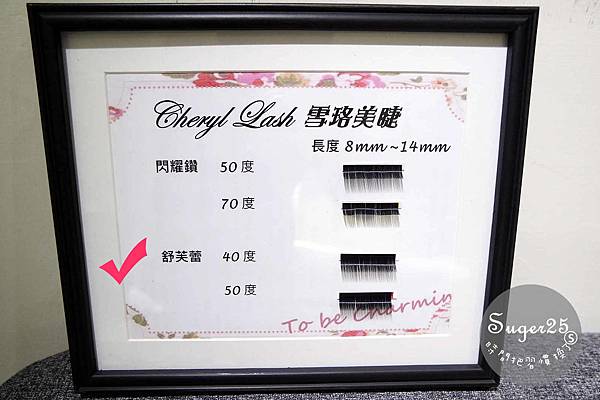 Cheryl Lash 雪珞美睫
長度 8mm~14mm
閃耀鑽 50度
70度
舒芙蕾 40度
50度
To be Charmin
Suger25